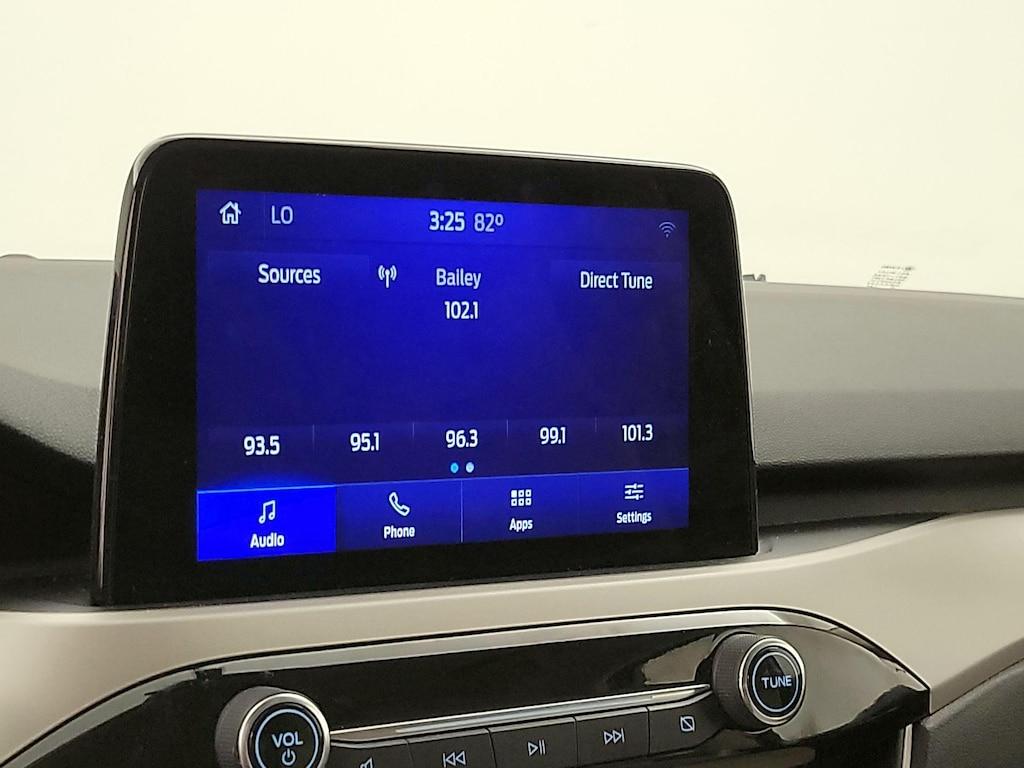 LO 3:25 82º
Sources Bailey Direct Tune
102.1
93.5 95.1 96.3 99.1 101.3
Audio Phone Apps Settings
VOL
TUNE